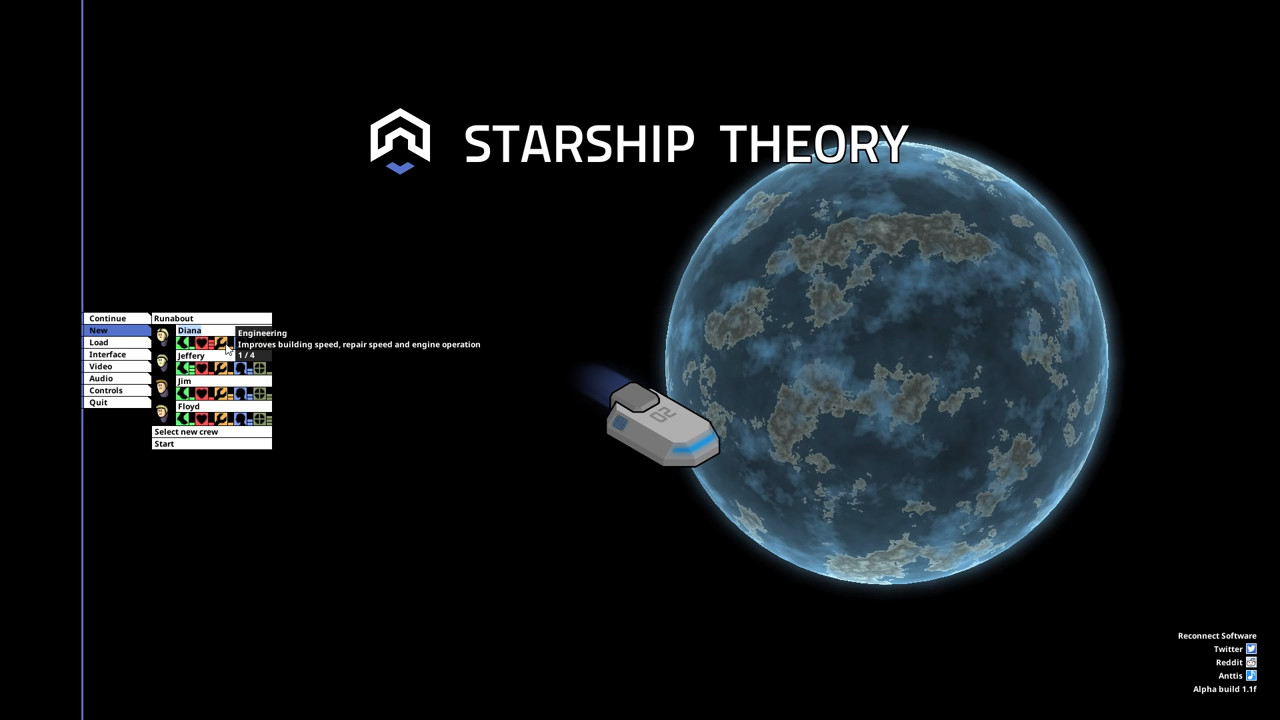 STARSHIP THEORY
Continue
New
Load
Interface
Video
Audio
Controls
Quit
Runabout
Diana
Jeffery
Jim
Floyd
Select new crew
Start
Engineering
Improves building speed, repair speed and engine operation
1 / 4
02
Reconnect Software
Twitter
Reddit
Anttis
Alpha build 1.1f